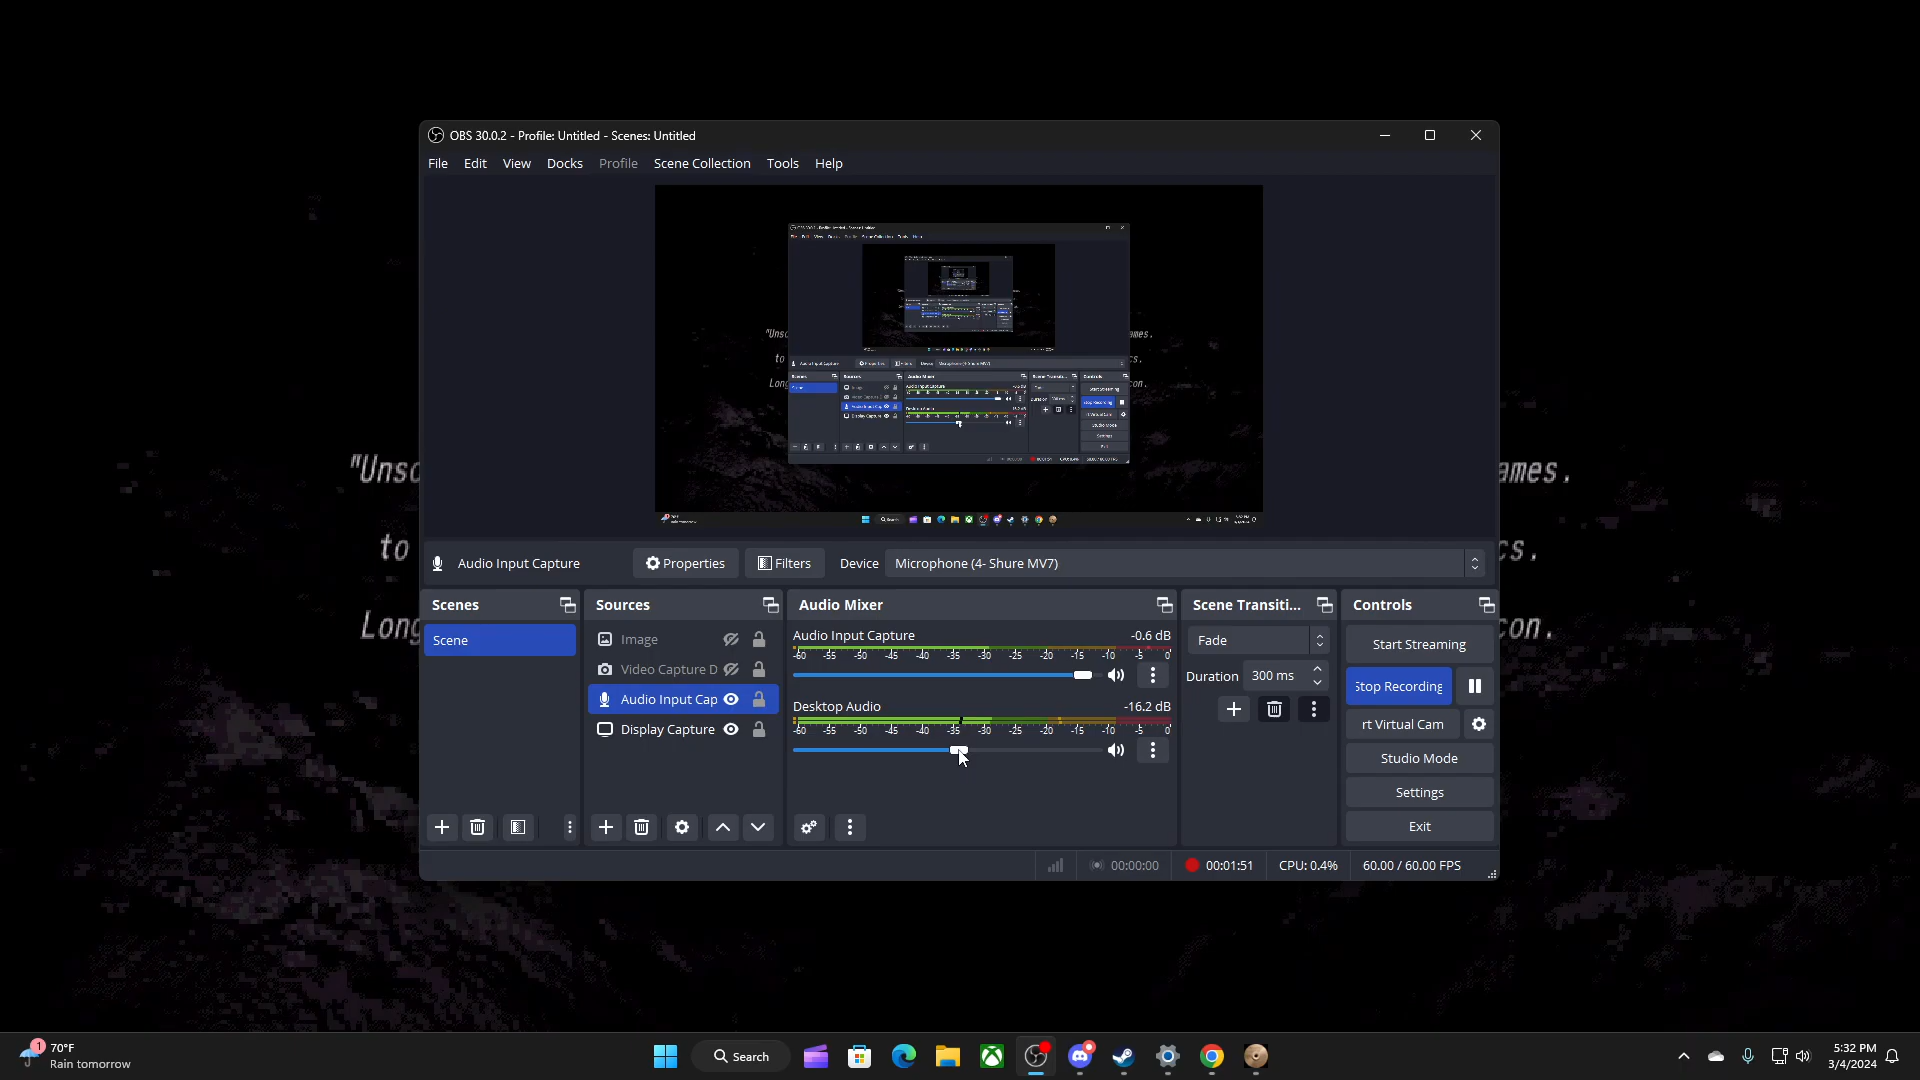 OBS 30.0.2 - Profile: Untitled - Scenes: Untitled
File Edit View Docks Profile Scene Collection Tools Help
"Unsc
ames.
to
cs.
Long
con.
Audio Input Capture Properties Filters Device Microphone (4- Shure MV7)
Scenes Sources Audio Mixer Scene Transiti... Controls
Scene
Image
Video Capture D
Audio Input Cap
Display Capture
Audio Input Capture -0.6 dB
-60 -55 -50 -45 -40 -35 -30 -25 -20 -15 -10 -5 0
Desktop Audio -16.2 dB
-60 -55 -50 -45 -40 -35 -30 -25 -20 -15 -10 -5 0
Fade
Duration 300 ms
Start Streaming
Stop Recording
rt Virtual Cam
Studio Mode
Settings
Exit
00:00:00 00:01:51 CPU: 0.4% 60.00 / 60.00 FPS
1
70°F
Rain tomorrow
Search
5:32 PM
3/4/2024